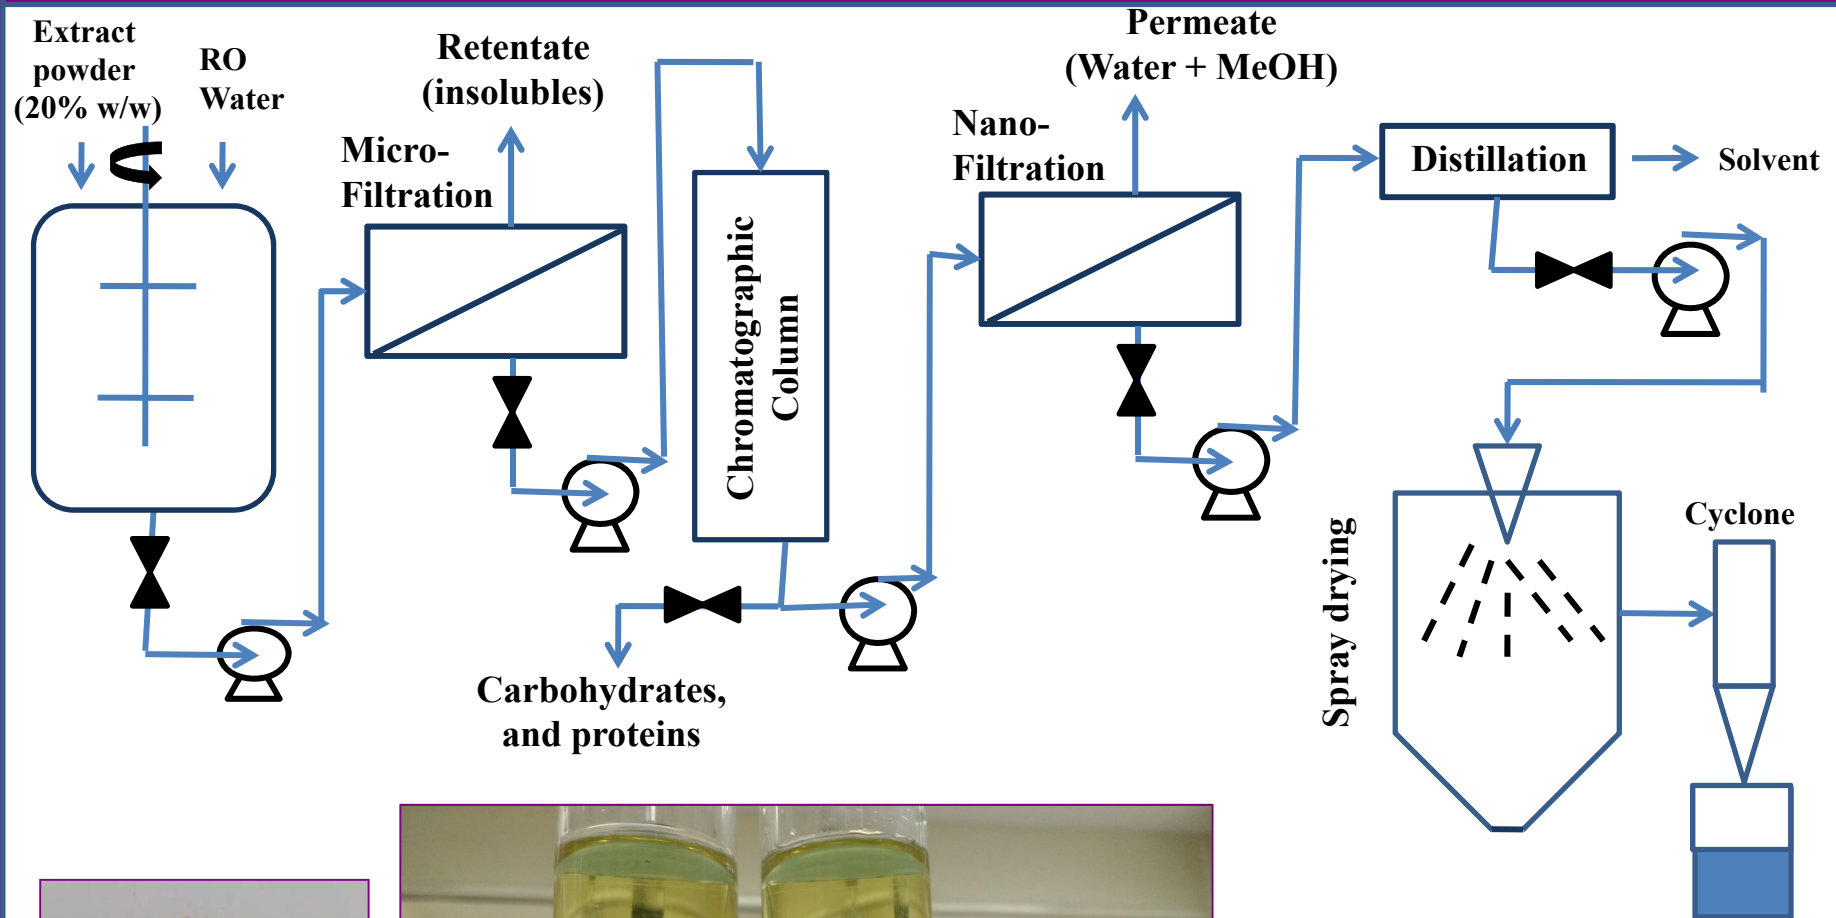 Extract
powder
(20% w/w)
RO
Water
Retentate
(insolubles)
Micro-
Filtration
Chromatographic
Column
Carbohydrates,
and proteins
Permeate
(Water + MeOH)
Nano-
Filtration
Distillation
Solvent
Spray drying
Cyclone